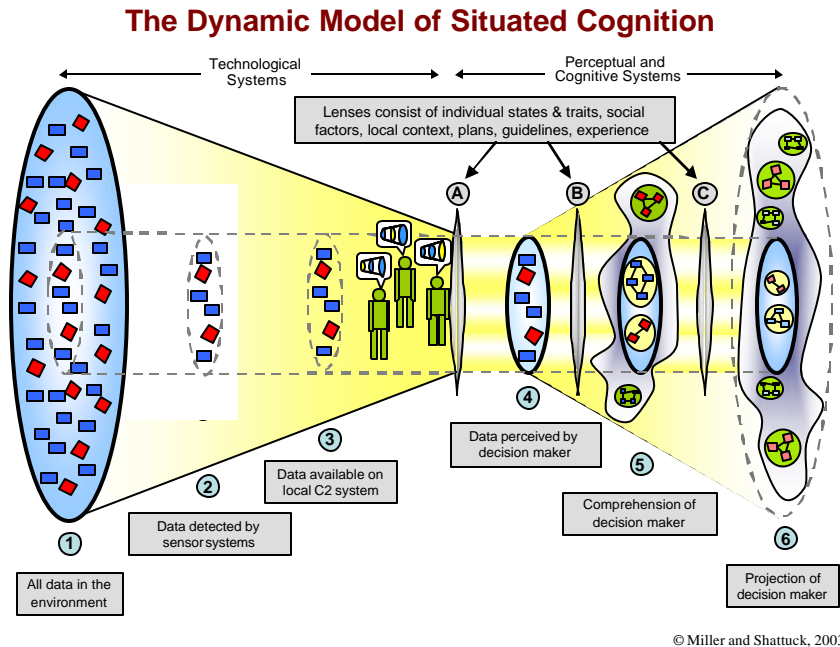 The Dynamic Model of Situated Cognition
Technological
Systems
Perceptual and
Cognitive Systems
Lenses consist of individual states & traits, social
factors, local context, plans, guidelines, experience
A
B
C
4
Data perceived by
decision maker
3
Data available on
local C2 system
5
Comprehension of
decision maker
2
Data detected by
sensor systems
1
All data in the
environment
6
Projection of
decision maker
© Miller and Shattuck, 2003